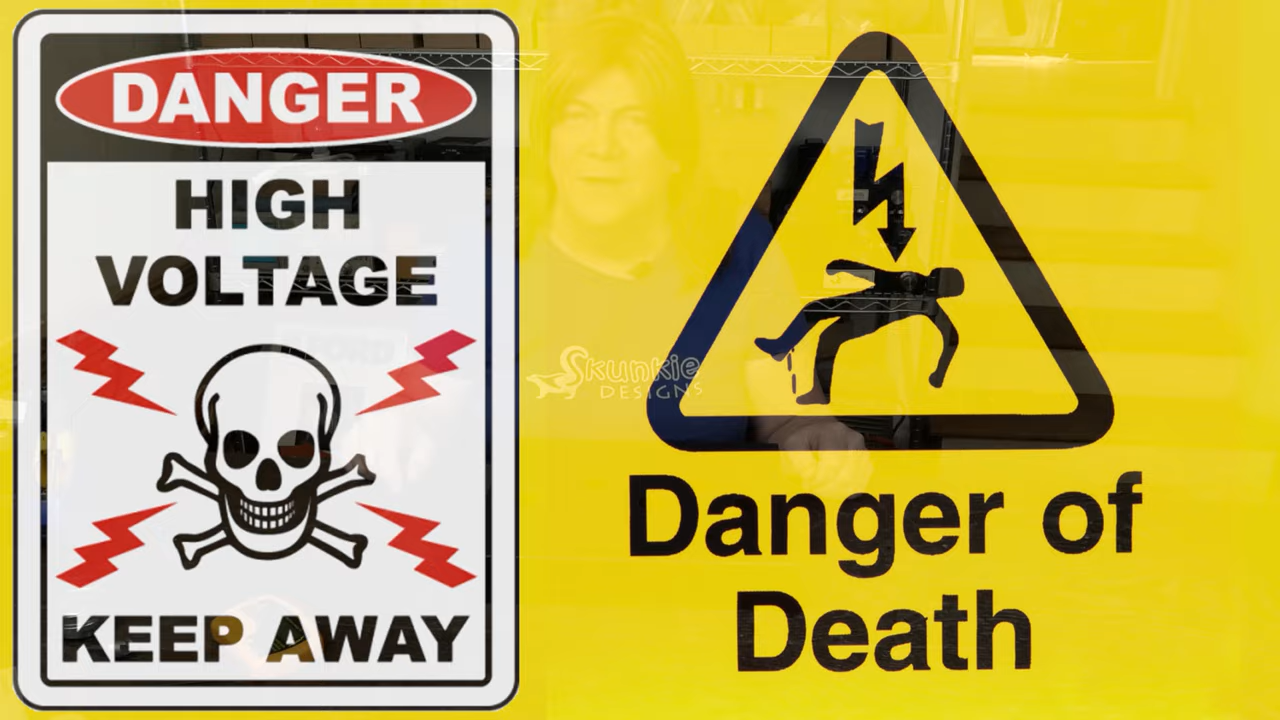 DANGER
HIGH
VOLTAGE
KEEP AWAY
Skunkie
DESIGNS
Danger of
Death